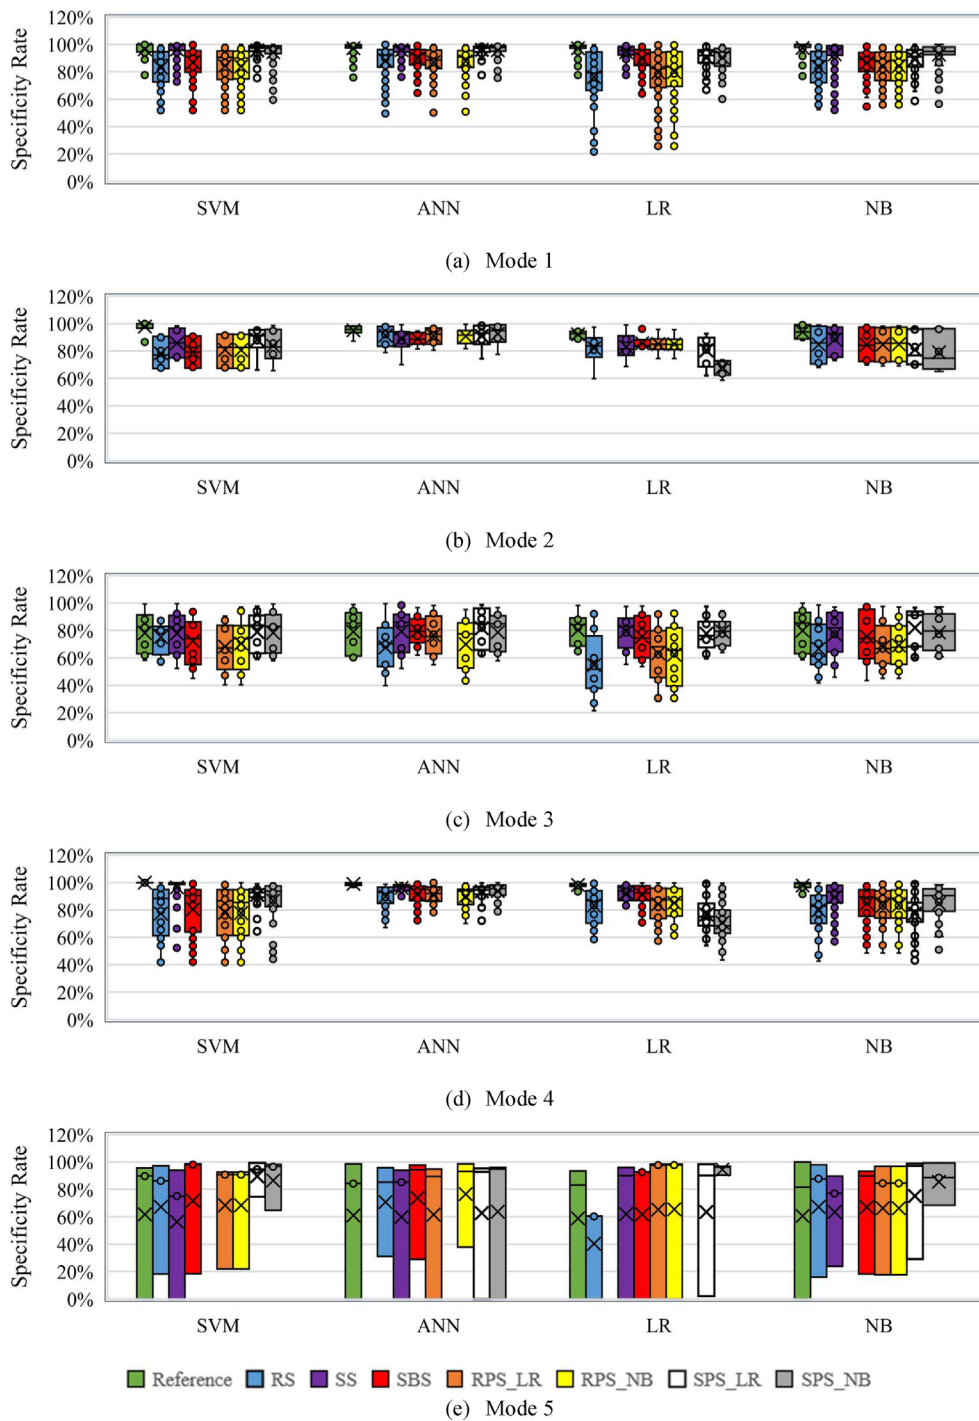 120%
100%
80%
60%
40%
20%
0%
Specificity Rate
SVM ANN LR NB
(a) Mode 1
120%
100%
80%
60%
40%
20%
0%
Specificity Rate
SVM ANN LR NB
(b) Mode 2
120%
100%
80%
60%
40%
20%
0%
Specificity Rate
SVM ANN LR NB
(c) Mode 3
120%
100%
80%
60%
40%
20%
0%
Specificity Rate
SVM ANN LR NB
(d) Mode 4
120%
100%
80%
60%
40%
20%
0%
Specificity Rate
SVM ANN LR NB
Reference RS SS SBS RPS_LR RPS_NB SPS_LR SPS_NB
(e) Mode 5